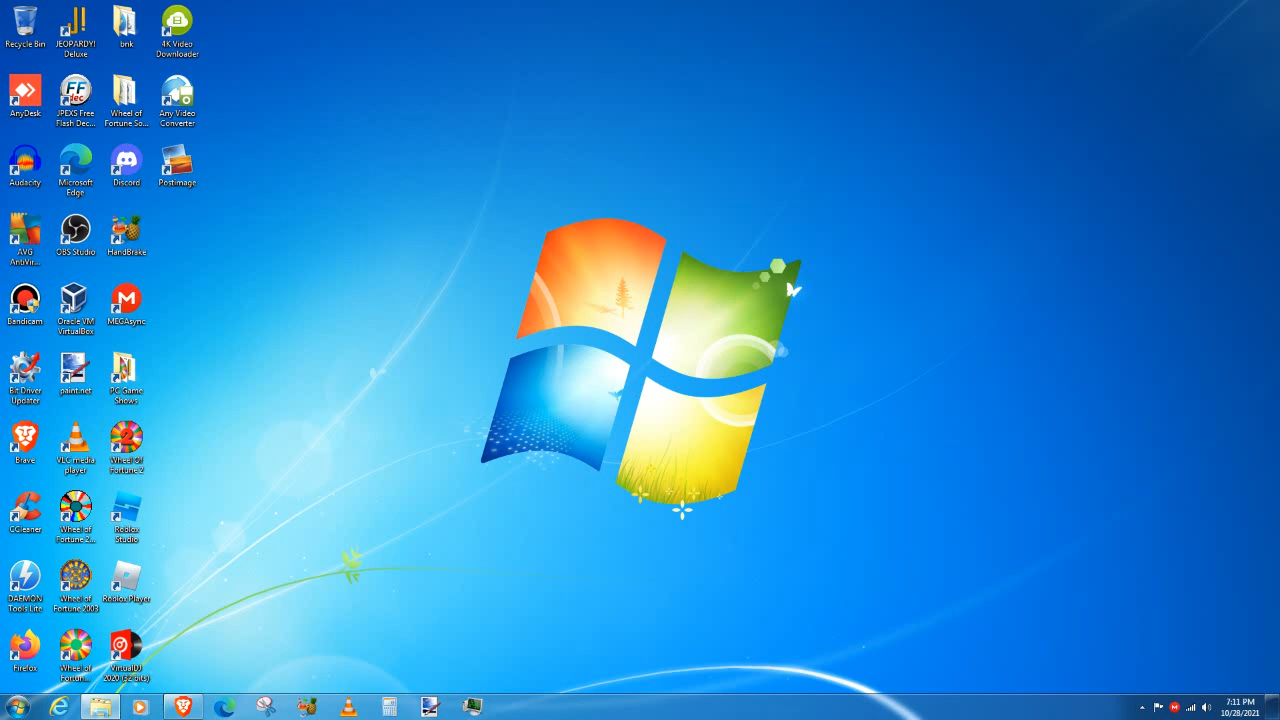 Recycle Bin
JEOPARDY!
Deluxe
bnk
4K Video
Downloader
AnyDesk
FF
dec
JPEXS Free
Flash Dec...
Wheel of
Fortune So...
Any Video
Converter
Audacity
Microsoft
Edge
Discord
Postimage
AVG
AntiVir...
OBS Studio
HandBrake
Bandicam
Oracle VM
VirtualBox
MEGAsync
Bit Driver
Updater
paint.net
PC Game
Shows
Brave
VLC media
player
Wheel Of
Fortune 2
CCleaner
Wheel of
Fortune 2...
Roblox
Studio
DAEMON
Tools Lite
Wheel of
Fortune 2003
Roblox Player
Firefox
Wheel of
Fortun...
VirtualDJ
2020 (32 bits)
7:11 PM
10/28/2021